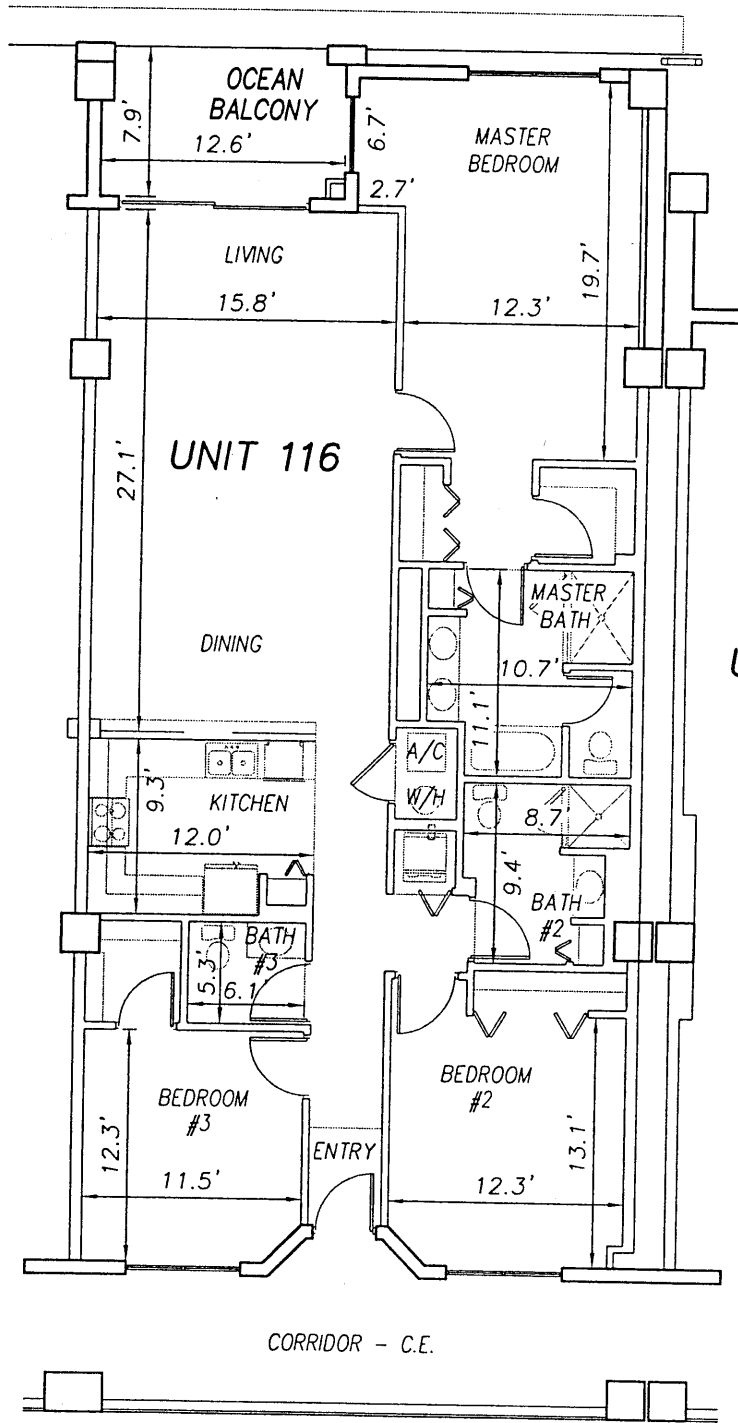 OCEAN
BALCONY
7.9'
12.6'
6.7'
2.7'
MASTER
BEDROOM
LIVING
15.8'
12.3'
19.7'
UNIT 116
27.1'
DINING
MASTER
BATH
10.7'
11.1'
A/C
W/H
KITCHEN
9.3'
12.0'
8.7'
9.4'
BATH
#2
BATH
#3
5.3'
6.1'
BEDROOM
#3
12.3'
11.5'
ENTRY
BEDROOM
#2
13.1'
12.3'
CORRIDOR - C.E.